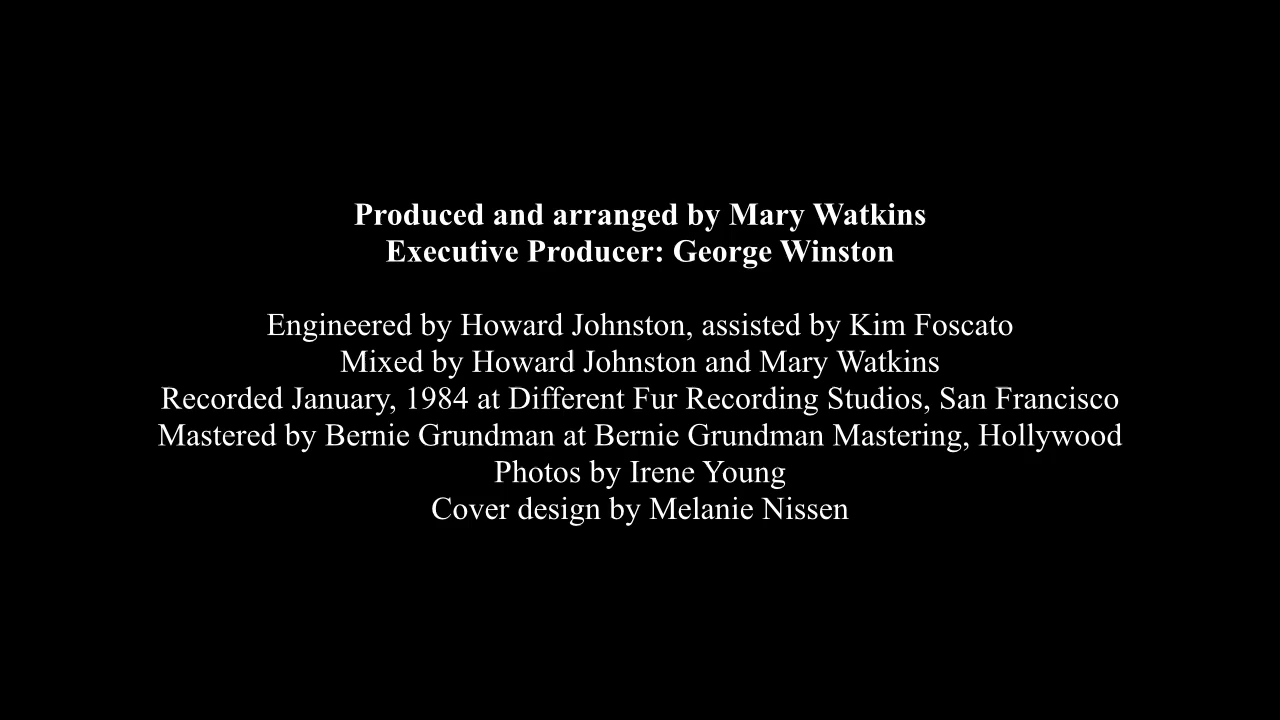 Produced and arranged by Mary Watkins
Executive Producer: George Winston
Engineered by Howard Johnston, assisted by Kim Foscato
Mixed by Howard Johnston and Mary Watkins
Recorded January, 1984 at Different Fur Recording Studios, San Francisco
Mastered by Bernie Grundman at Bernie Grundman Mastering, Hollywood
Photos by Irene Young
Cover design by Melanie Nissen